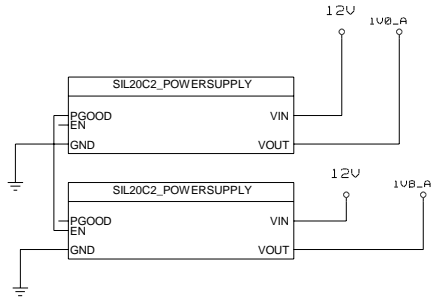 12V
1V0_A
SIL20C2_POWERSUPPLY
PGOOD
VIN
EN
GND
VOUT
12V
1V8_A
SIL20C2_POWERSUPPLY
PGOOD
VIN
EN
GND
VOUT